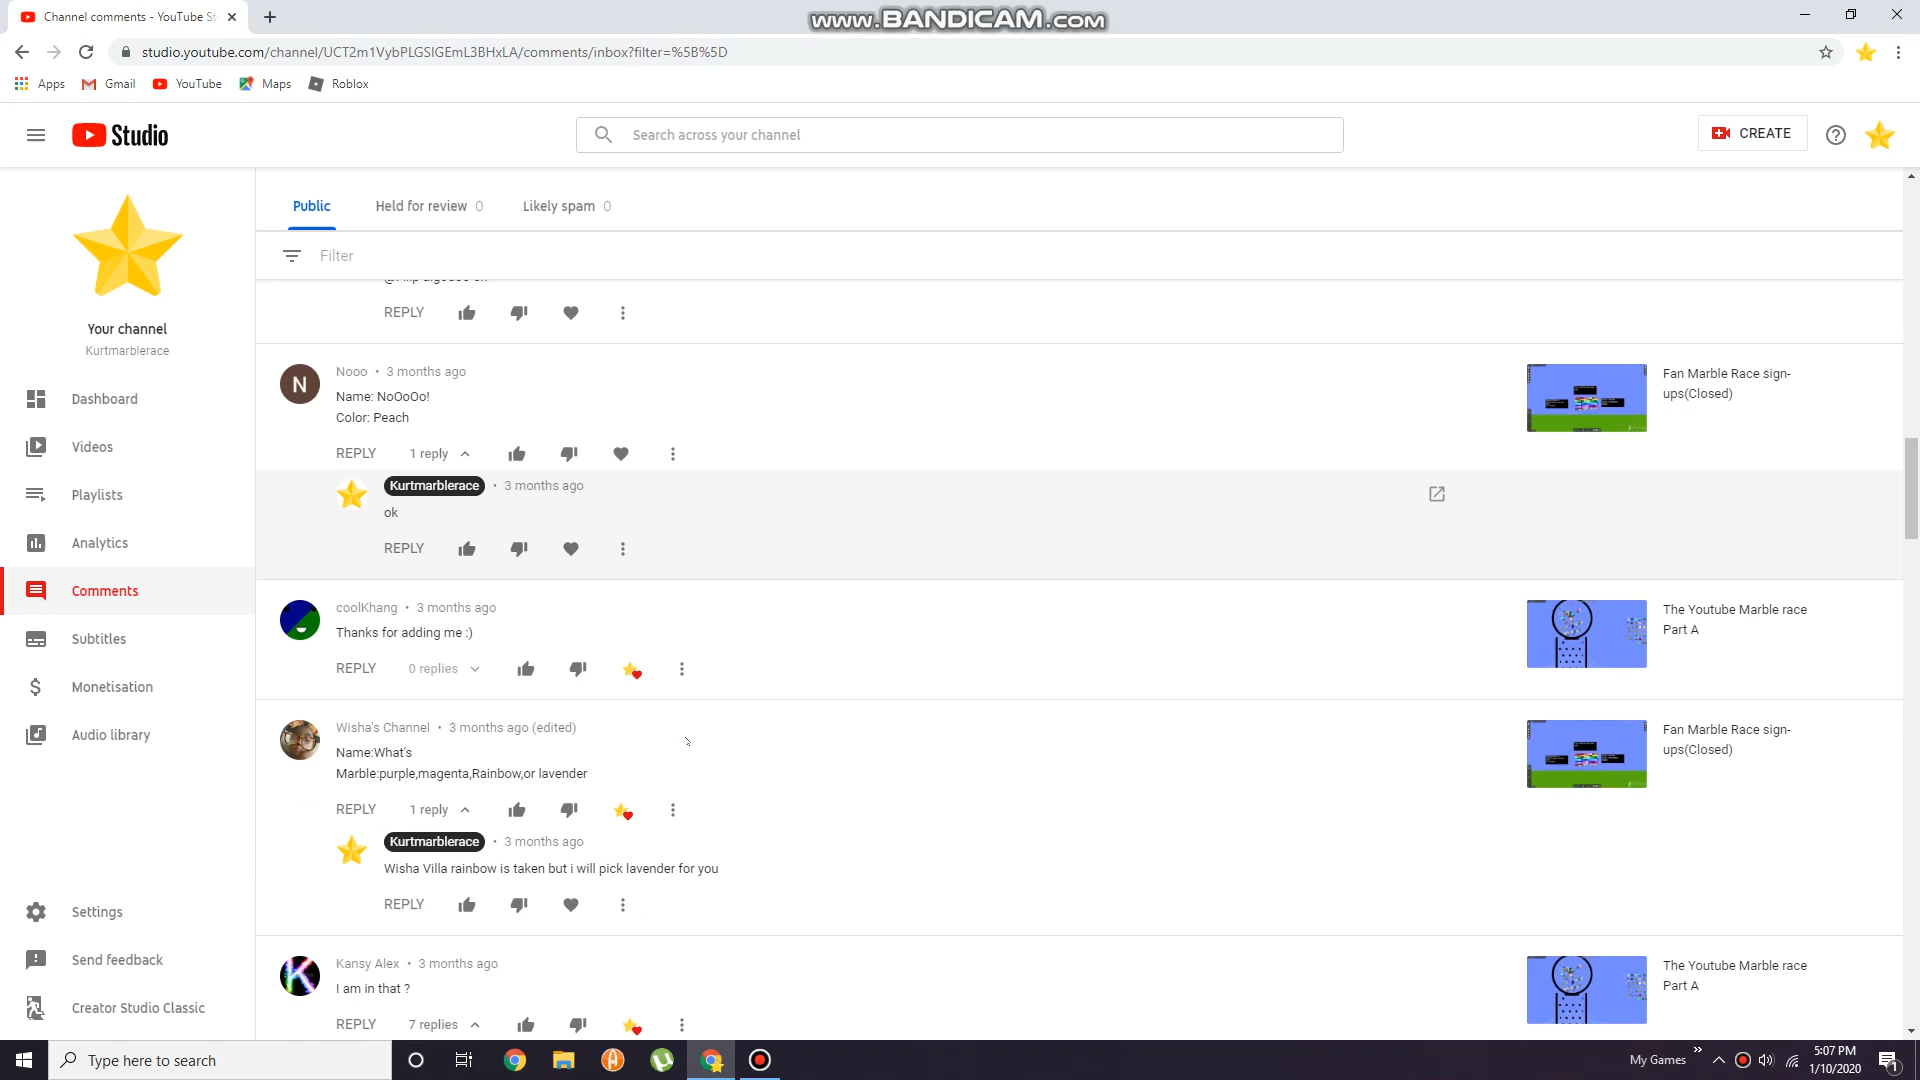 Channel comments - YouTube St
www.BANDICAM.com
studio.youtube.com/channel/UCT2m1VybPLGSIGEmL3BHxLA/comments/inbox?filter=%5B%5D
Apps Gmail YouTube Maps Roblox
Studio
Search across your channel
CREATE
Your channel
Kurtmarblerace
Dashboard
Videos
Playlists
Analytics
Comments
Subtitles
Monetisation
Audio library
Settings
Send feedback
Creator Studio Classic
Public Held for review 0 Likely spam 0
Filter
REPLY
N
Nooo • 3 months ago
Name: NoOoOo!
Color: Peach
REPLY 1 reply
Fan Marble Race sign-
ups(Closed)
Kurtmarblerace • 3 months ago
ok
REPLY
coolKhang • 3 months ago
Thanks for adding me :)
REPLY 0 replies
The Youtube Marble race
Part A
Wisha's Channel • 3 months ago (edited)
Name:What's
Marble:purple,magenta,Rainbow,or lavender
REPLY 1 reply
Fan Marble Race sign-
ups(Closed)
Kurtmarblerace • 3 months ago
Wisha Villa rainbow is taken but i will pick lavender for you
REPLY
K
Kansy Alex • 3 months ago
I am in that ?
REPLY 7 replies
The Youtube Marble race
Part A
Type here to search
My Games
5:07 PM
1/10/2020
1